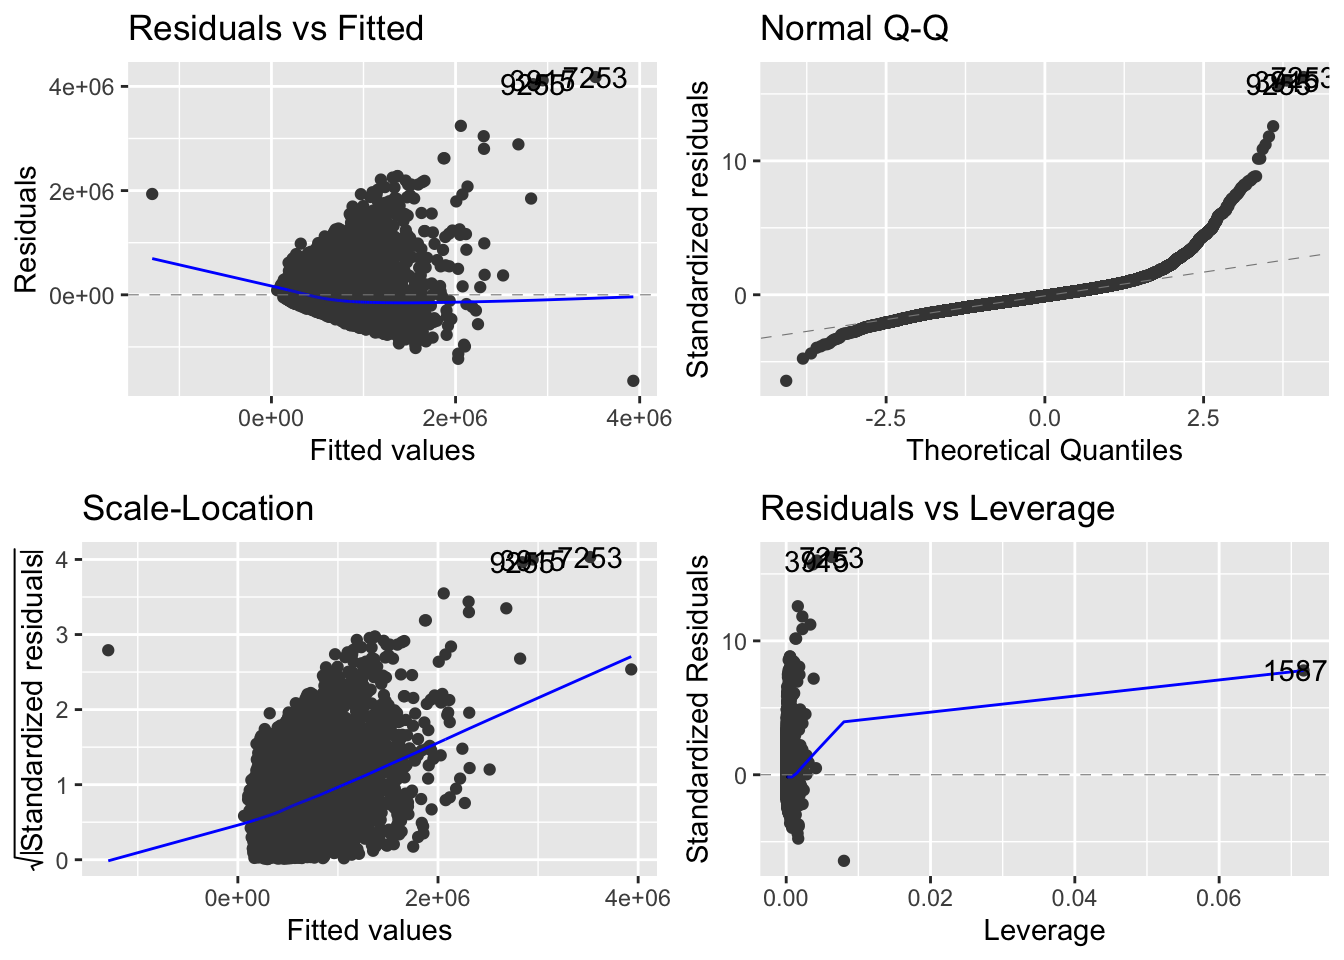 Residuals vs Fitted
Residuals
4e+06
2e+06
0e+00
7253
0e+00
2e+06
4e+06
Fitted values
Normal Q-Q
Standardized residuals
10
0
-2.5
0.0
2.5
Theoretical Quantiles
Scale-Location
√|Standardized residuals|
4
3
2
1
0
7253
0e+00
2e+06
4e+06
Fitted values
Residuals vs Leverage
Standardized Residuals
10
0
7253
1587
0.00
0.02
0.04
0.06
Leverage